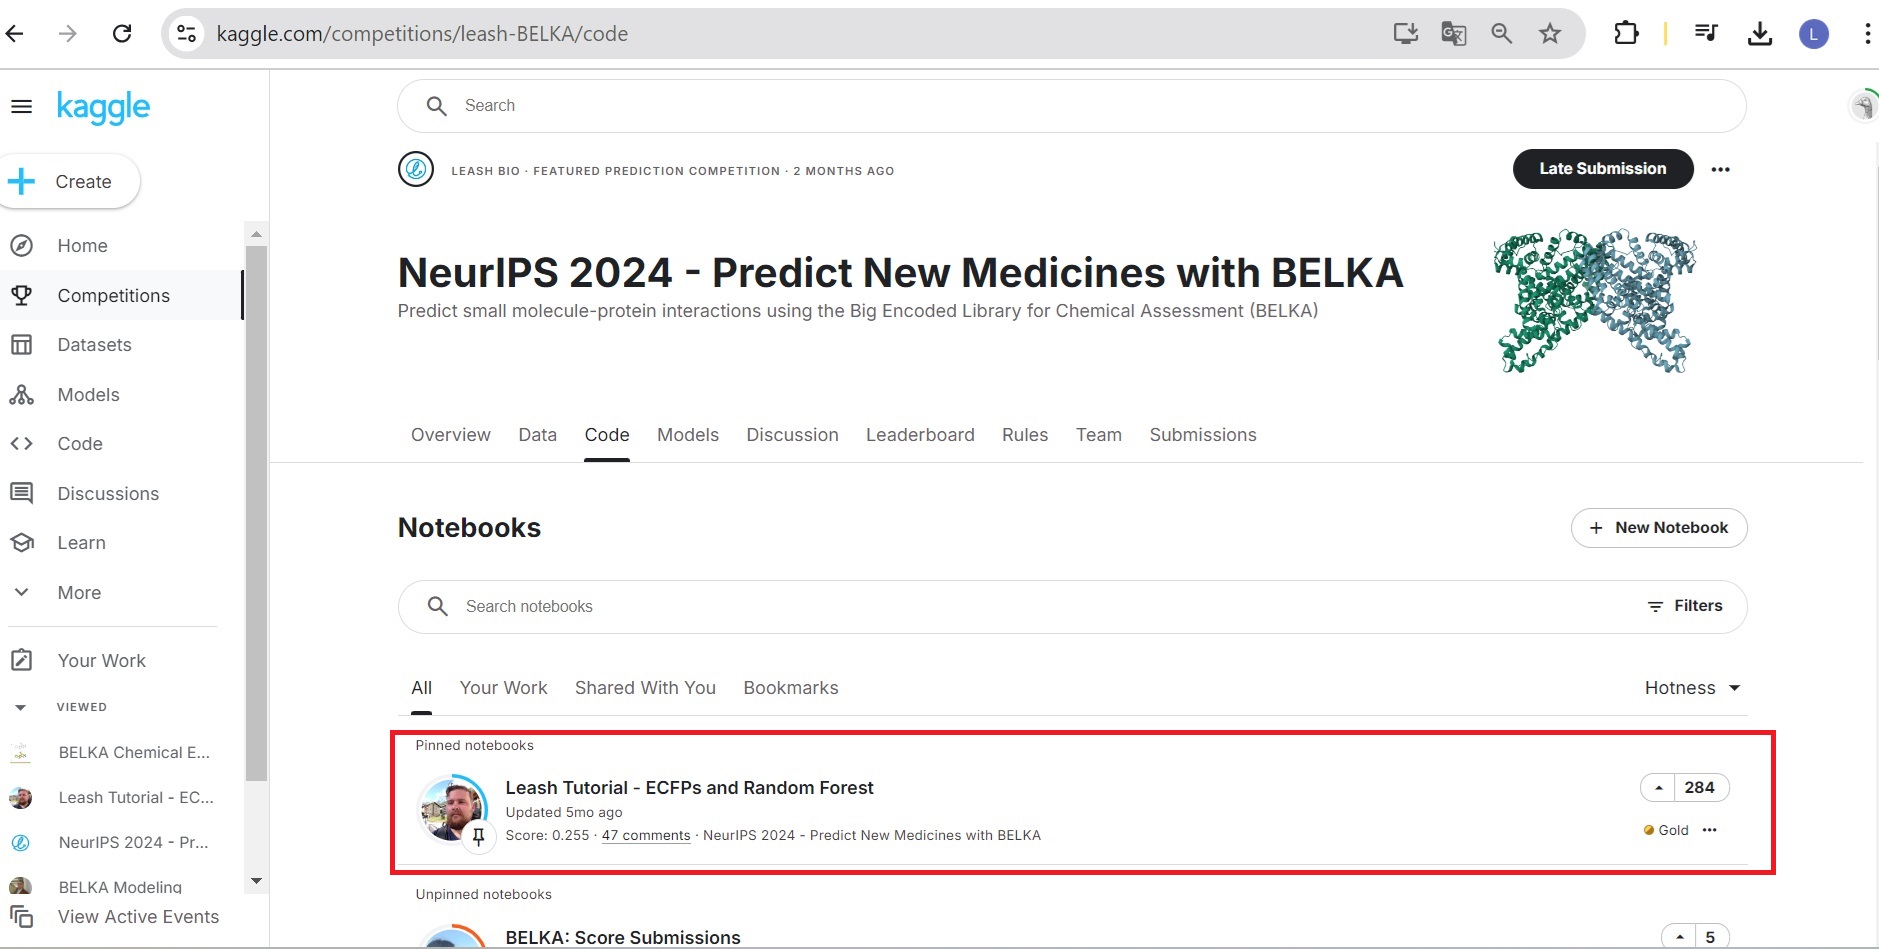 kaggle.com/competitions/leash-BELKA/code
L
kaggle
Search
Create
LEASH BIO · FEATURED PREDICTION COMPETITION · 2 MONTHS AGO
Late Submission
Home
Competitions
Datasets
Models
Code
Discussions
Learn
More
Your Work
VIEWED
BELKA Chemical E...
Leash Tutorial - EC...
NeurIPS 2024 - Pr...
BELKA Modeling
View Active Events
NeurIPS 2024 - Predict New Medicines with BELKA
Predict small molecule-protein interactions using the Big Encoded Library for Chemical Assessment (BELKA)
Overview Data Code Models Discussion Leaderboard Rules Team Submissions
Notebooks
New Notebook
Search notebooks
Filters
All Your Work Shared With You Bookmarks
Hotness
Pinned notebooks
Leash Tutorial - ECFPs and Random Forest
284
Updated 5mo ago
Score: 0.255 · 47 comments · NeurIPS 2024 - Predict New Medicines with BELKA
Gold
Unpinned notebooks
BELKA: Score Submissions
5